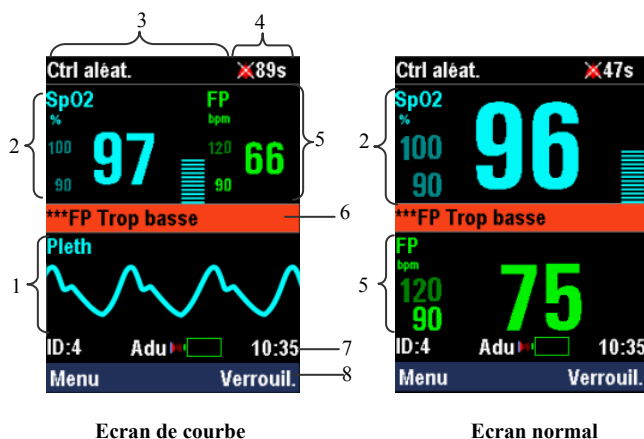 3
4
Ctrl aléat. 89s
SpO2 FP
% bpm
2
100 97 120 66
5
90 90
***FP Trop basse
6
Pleth
1
ID:4 Adu 10:35
7
Menu Verrouil.
8
Ecran de courbe
Ctrl aléat. 47s
SpO2
%
2
100 96
90
***FP Trop basse
FP
bpm
5
120 75
90
ID:4 Adu 10:35
Menu Verrouil.
Ecran normal